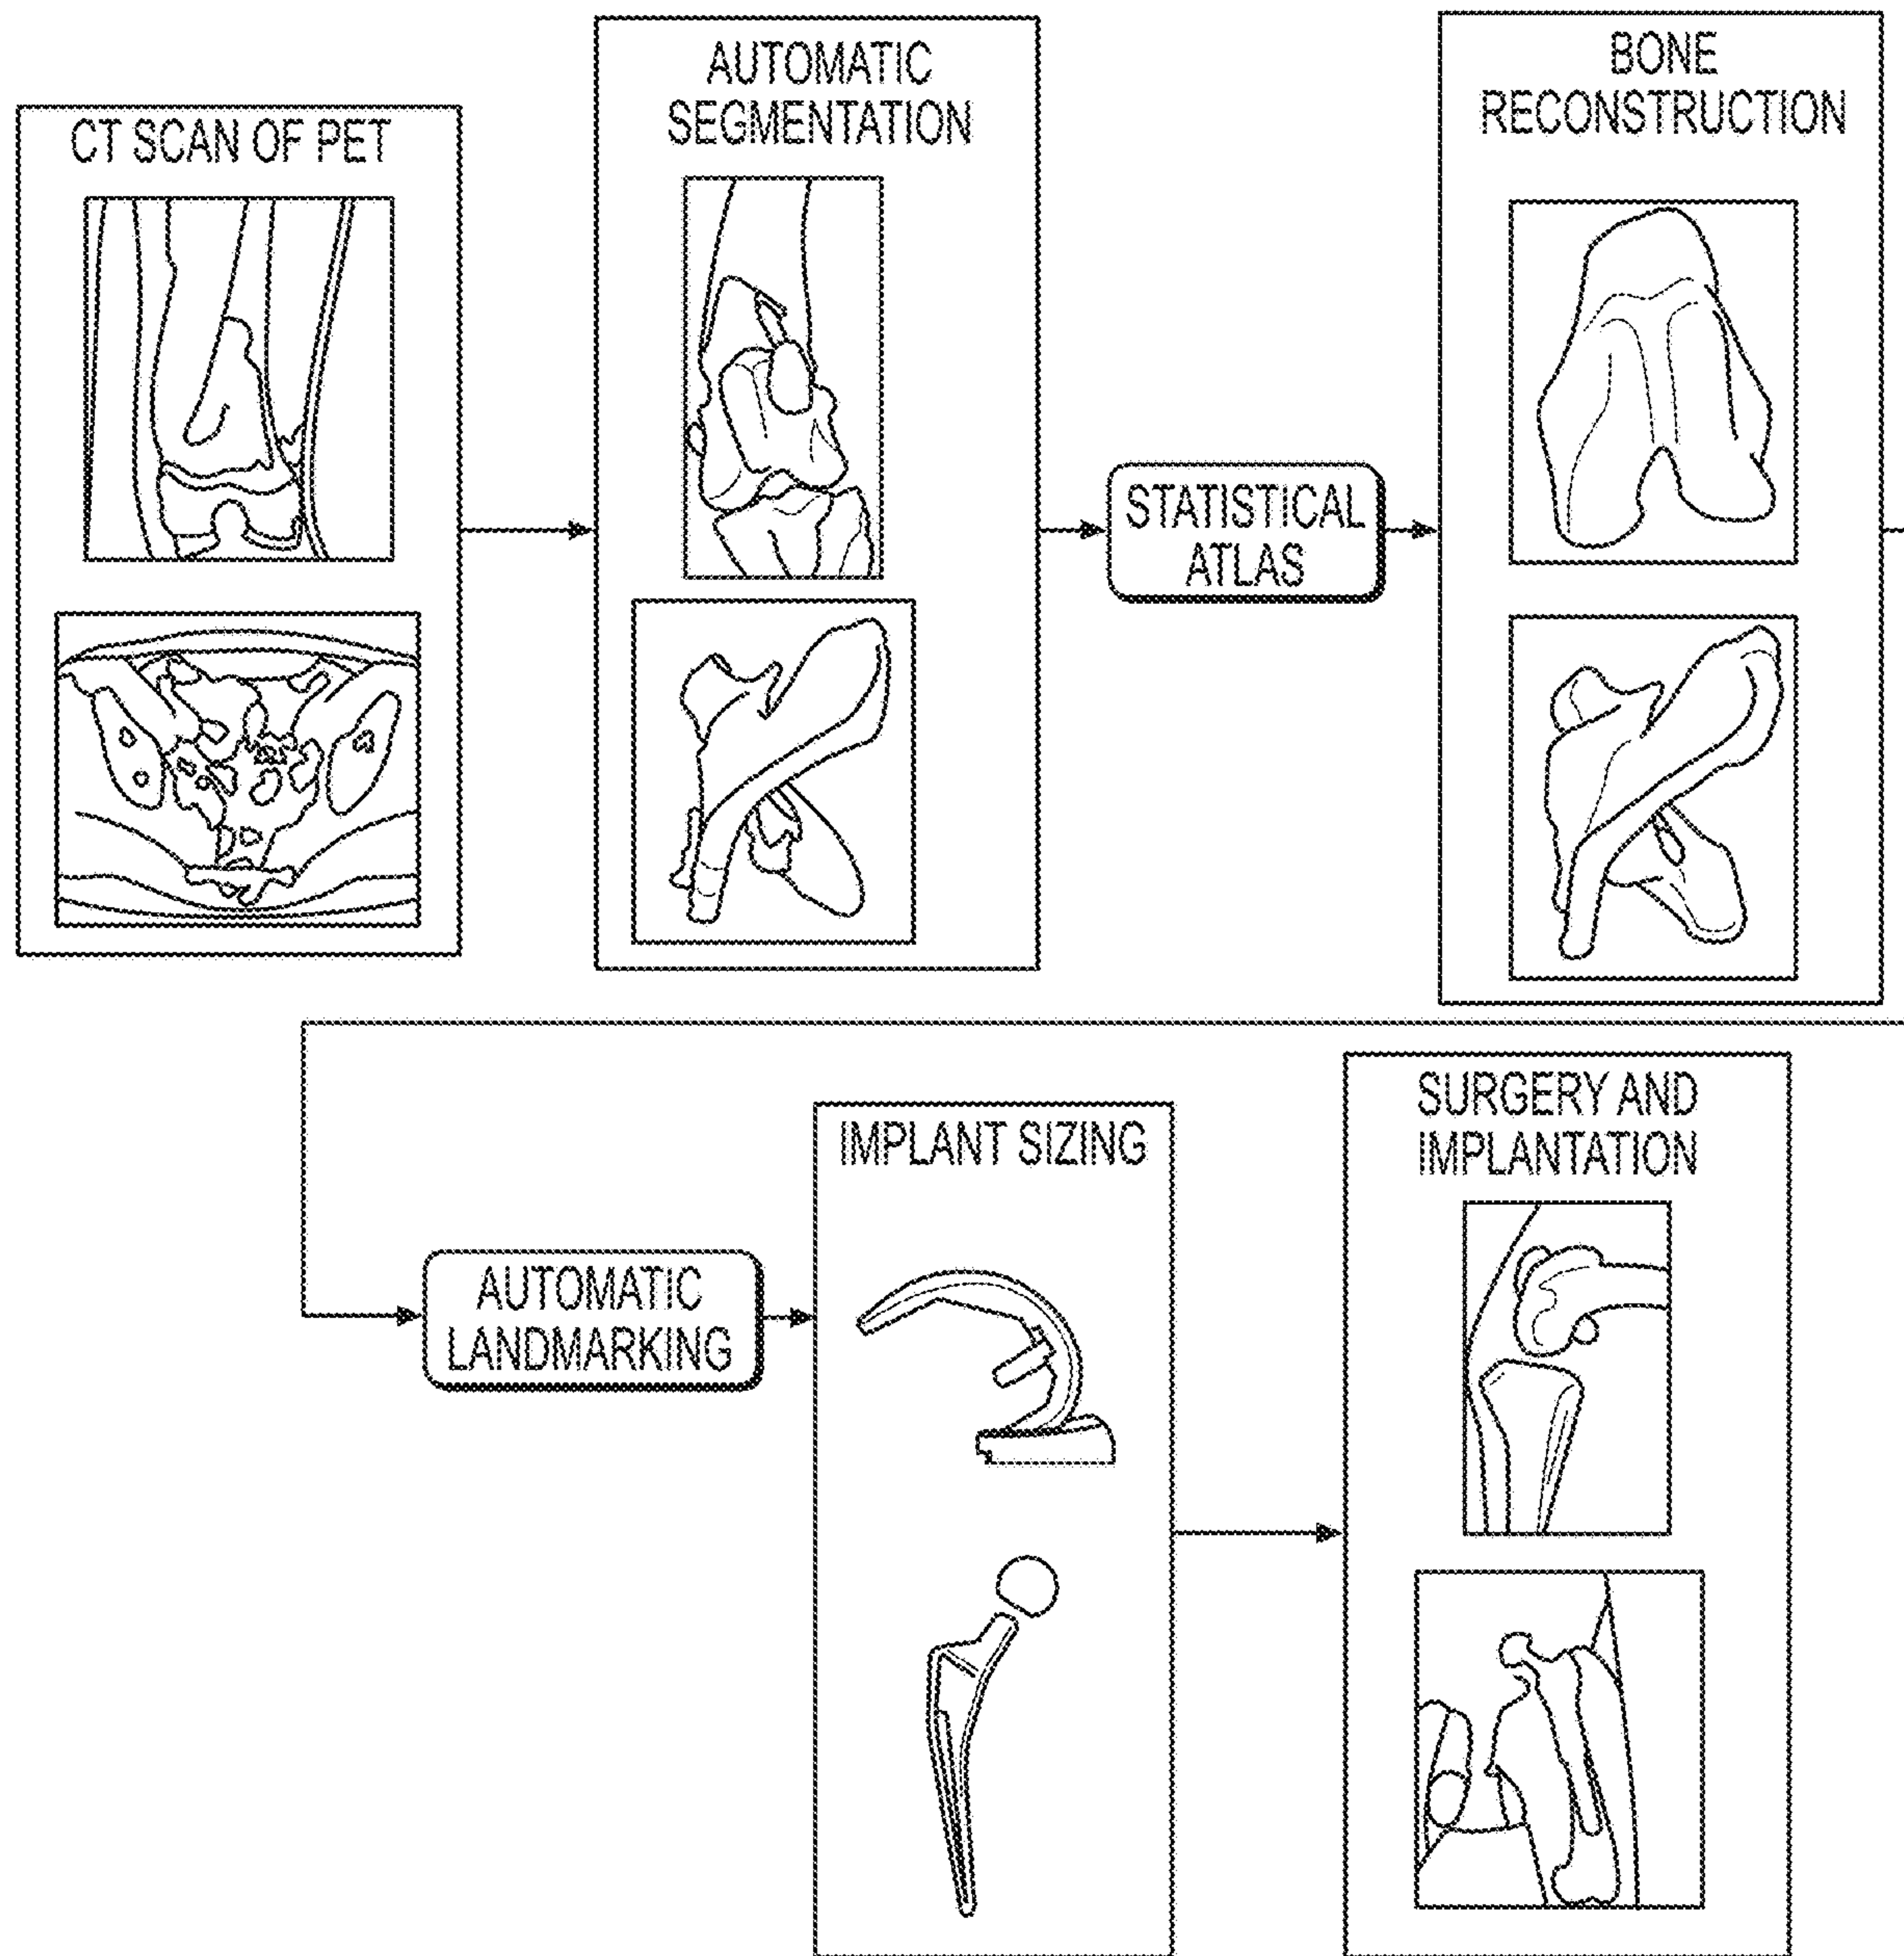 CT SCAN OF PET
AUTOMATIC
SEGMENTATION
STATISTICAL
ATLAS
BONE
RECONSTRUCTION
AUTOMATIC
LANDMARKING
IMPLANT SIZING
SURGERY AND
IMPLANTATION